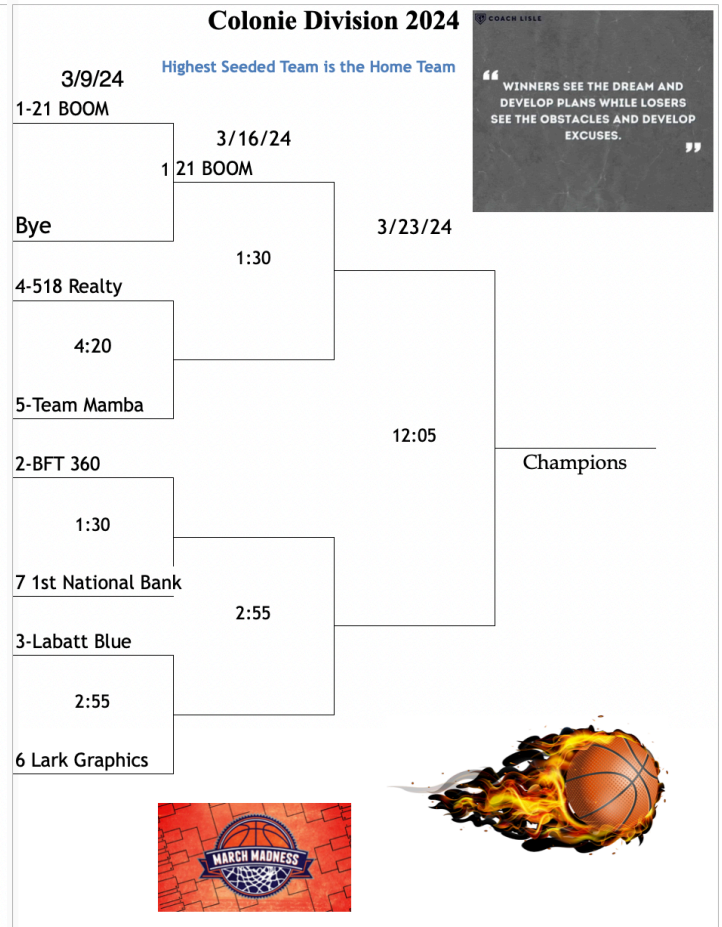 Colonie Division 2024
COACH LISLE
Highest Seeded Team is the Home Team
“ WINNERS SEE THE DREAM AND
DEVELOP PLANS WHILE LOSERS
SEE THE OBSTACLES AND DEVELOP
EXCUSES. ”
3/9/24
1-21 BOOM
3/16/24
1 21 BOOM
Bye
3/23/24
1:30
4-518 Realty
4:20
5-Team Mamba
12:05
2-BFT 360
Champions
1:30
7 1st National Bank
2:55
3-Labatt Blue
2:55
6 Lark Graphics
MARCH MADNESS